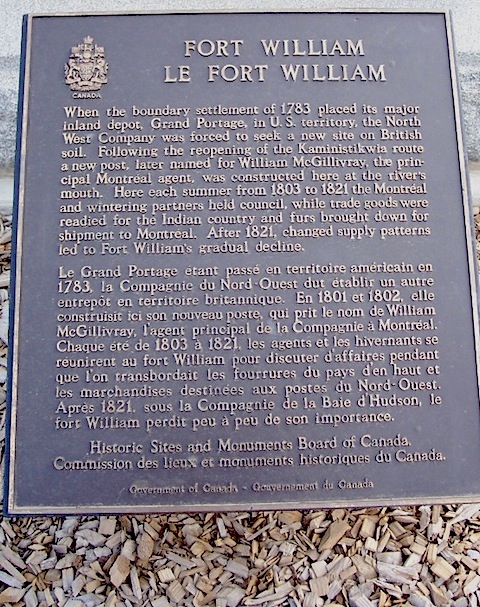 CANADA
FORT WILLIAM
LE FORT WILLIAM
When the boundary settlement of 1783 placed its major
inland depot, Grand Portage, in U.S. territory, the North
West Company was forced to seek a new site on British
soil. Following the reopening of the Kaministikwia route
a new post, later named for William McGillivray, the prin-
cipal Montréal agent, was constructed here at the river's
mouth. Here each summer from 1803 to 1821 the Montréal
and wintering partners held council, while trade goods were
readied for the Indian country and furs brought down for
shipment to Montréal. After 1821, changed supply patterns
led to Fort William's gradual decline.
Le Grand Portage étant passé en territoire américain en
1783, la Compagnie du Nord-Ouest dut établir un autre
entrepôt en territoire britannique. En 1801 et 1802, elle
construisit ici son nouveau poste, qui prit le nom de William
McGillivray, l'agent principal de la Compagnie à Montréal.
Chaque été de 1803 à 1821, les agents et les hivernants se
réunirent au fort William pour discuter d'affaires pendant
que l'on transbordait les fourrures du pays d'en haut et
les marchandises destinées aux postes du Nord-Ouest.
Après 1821, sous la Compagnie de la Baie d'Hudson, le
fort William perdit peu à peu de son importance.
Historic Sites and Monuments Board of Canada.
Commission des lieux et monuments historiques du Canada.
Government of Canada - Gouvernement du Canada